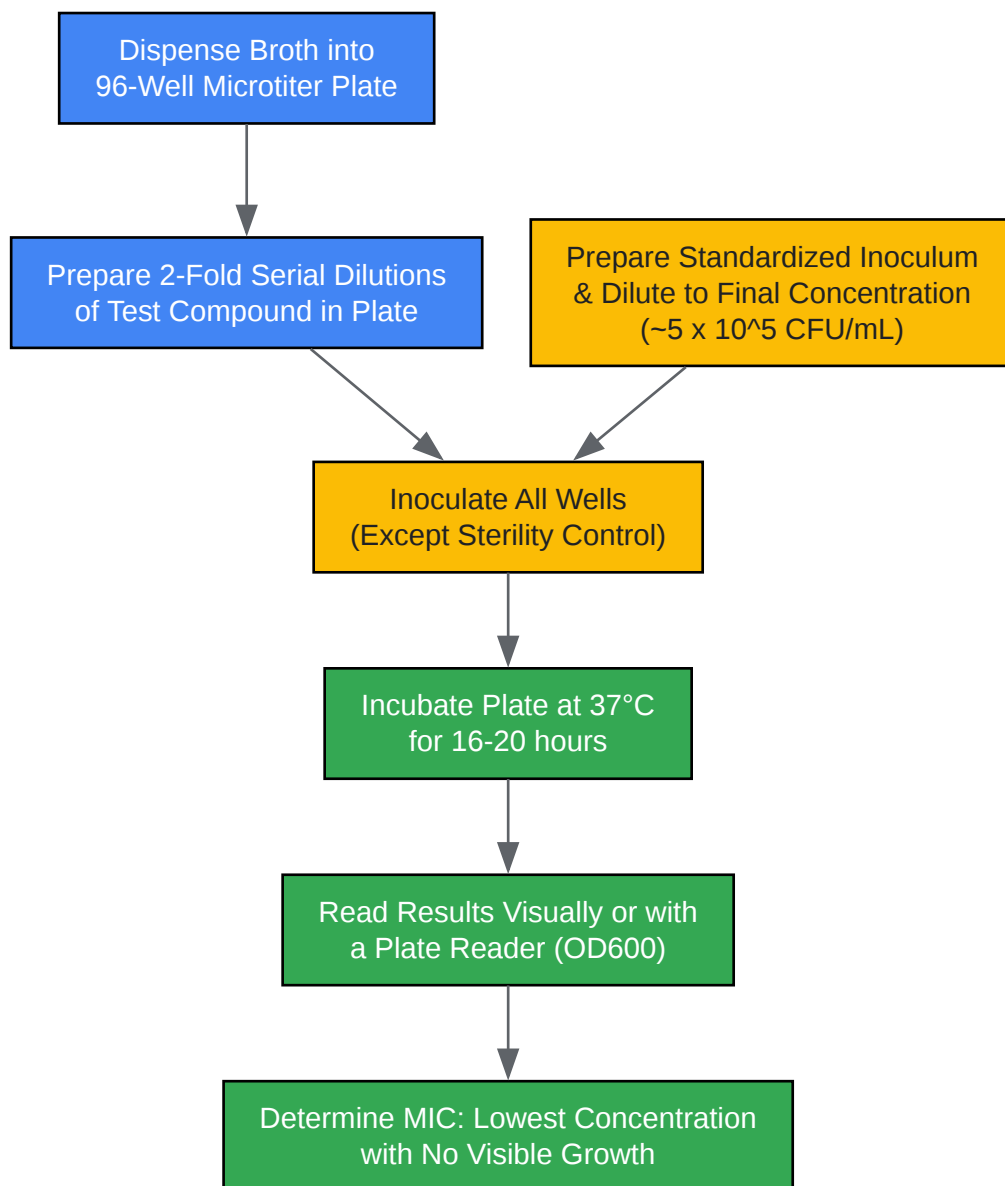 Dispense Broth into
96-Well Microtiter Plate
Prepare 2-Fold Serial Dilutions
of Test Compound in Plate
Prepare Standardized Inoculum
& Dilute to Final Concentration
(~5 x 10^5 CFU/mL)
Inoculate All Wells
(Except Sterility Control)
Incubate Plate at 37°C
for 16-20 hours
Read Results Visually or with
a Plate Reader (OD600)
Determine MIC: Lowest Concentration
with No Visible Growth